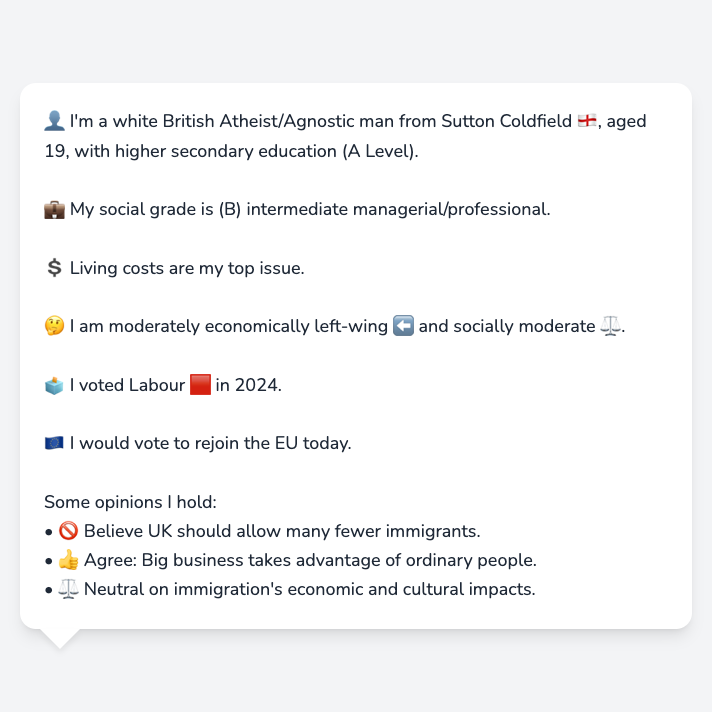 👤 I'm a white British Atheist/Agnostic man from Sutton Coldfield 🏴󠁧󠁢󠁥󠁮󠁧󠁿, aged
19, with higher secondary education (A Level).
💼 My social grade is (B) intermediate managerial/professional.
💲 Living costs are my top issue.
🤔 I am moderately economically left-wing ⬅️ and socially moderate ⚖️.
🗳️ I voted Labour 🟥 in 2024.
🇪🇺 I would vote to rejoin the EU today.
Some opinions I hold:
• 🚫 Believe UK should allow many fewer immigrants.
• 👍 Agree: Big business takes advantage of ordinary people.
• ⚖️ Neutral on immigration's economic and cultural impacts.